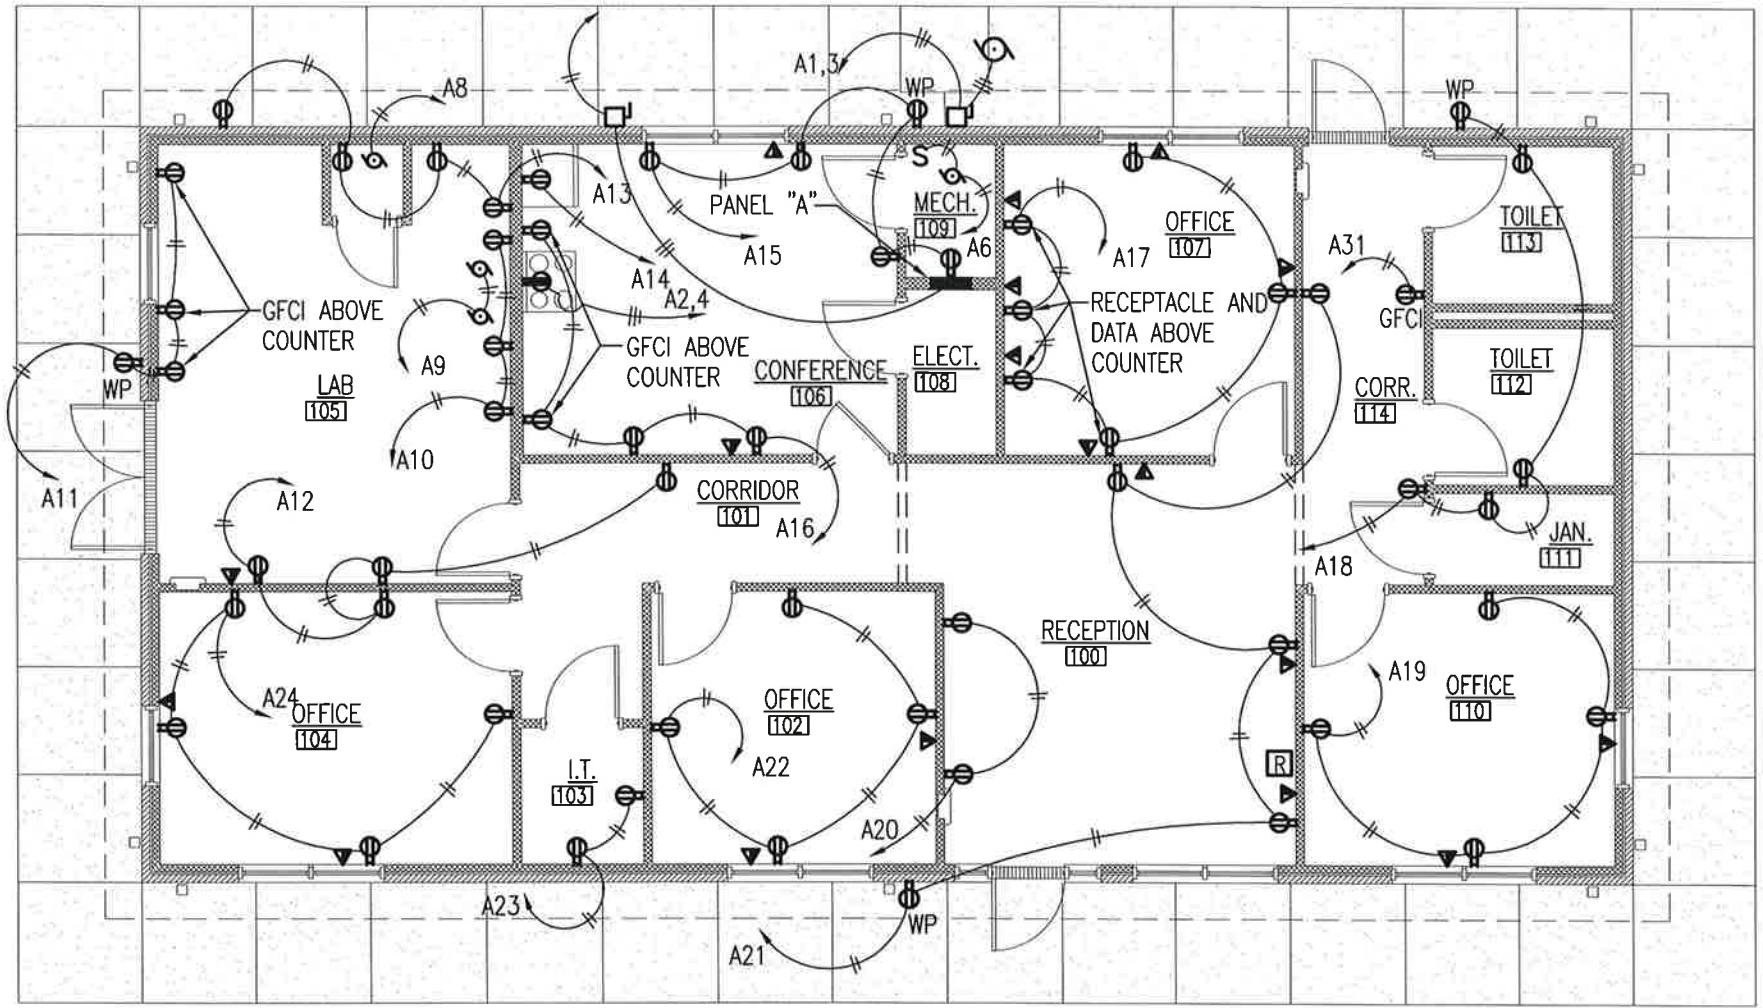 A8
A1,3
WP
WP
S
A13
PANEL "A"
MECH.
109
A6
A14
A2,4
A15
A17
OFFICE
107
A31
TOILET
113
GFCI ABOVE
COUNTER
A9
GFCI ABOVE
COUNTER
CONFERENCE
106
ELECT.
108
RECEPTACLE AND
DATA ABOVE
COUNTER
GFCI
TOILET
112
WP
LAB
105
CORR.
114
A10
A11
A12
CORRIDOR
101
A16
A18
JAN.
111
RECEPTION
100
A24
OFFICE
104
OFFICE
102
A22
A19
OFFICE
110
I.T.
103
R
A20
A23
WP
A21